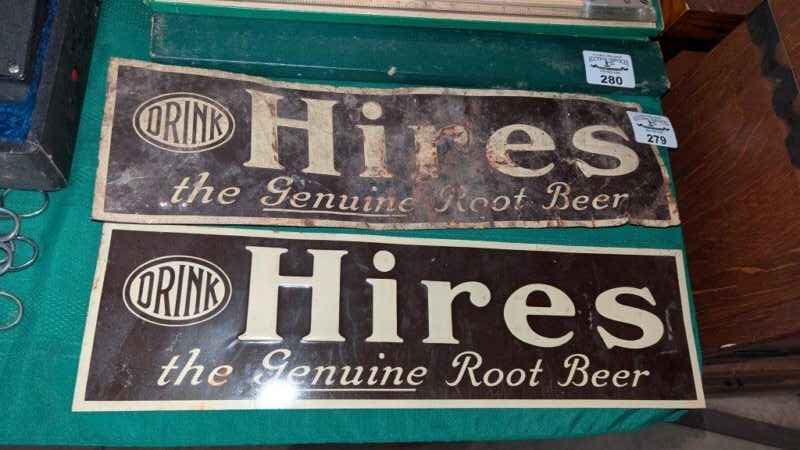 280
279
DRINK
Hires
the Genuine Root Beer
DRINK
Hires
the Genuine Root Beer